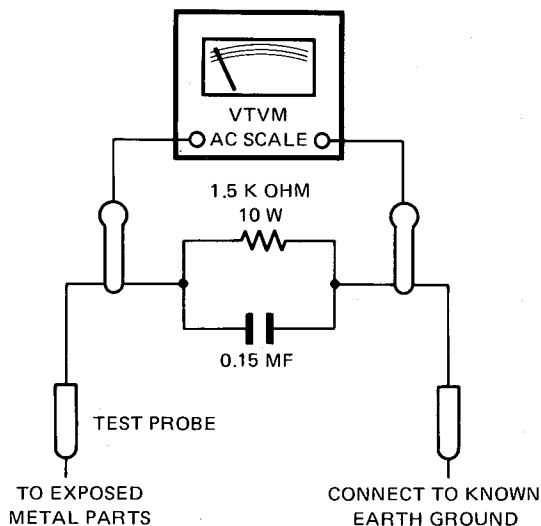 VTVM
AC SCALE
1.5 K OHM
10 W
0.15 MF
TEST PROBE
TO EXPOSED
METAL PARTS
CONNECT TO KNOWN
EARTH GROUND